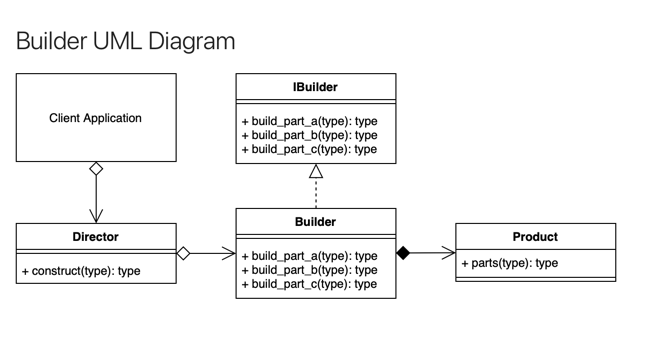 Builder UML Diagram
Client Application
IBuilder
+ build_part_a(type): type
+ build_part_b(type): type
+ build_part_c(type): type
Director
+ construct(type): type
Builder
+ build_part_a(type): type
+ build_part_b(type): type
+ build_part_c(type): type
Product
+ parts(type): type